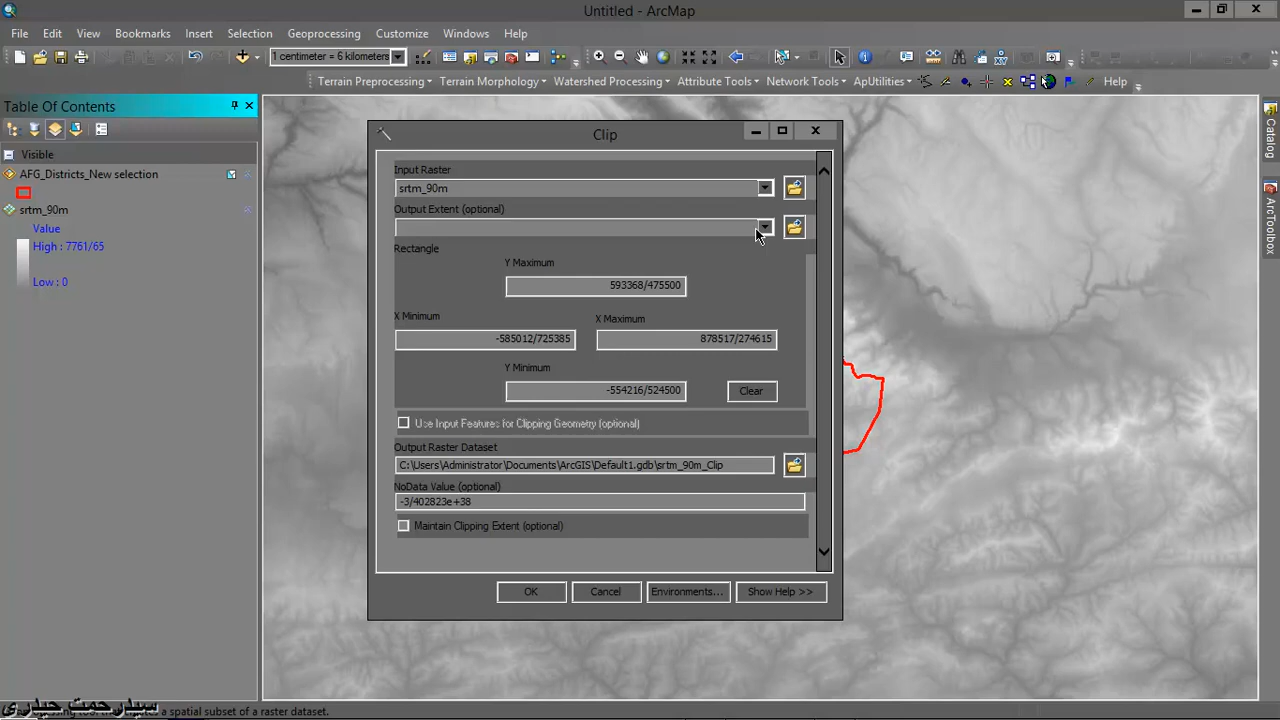 Untitled - ArcMap
File Edit View Bookmarks Insert Selection Geoprocessing Customize Windows Help
1 centimeter = 6 kilometers
Terrain Preprocessing Terrain Morphology Watershed Processing Attribute Tools Network Tools ApUtilities Help
Table Of Contents
Visible
AFG_Districts_New selection
srtm_90m
Value
High : 7761/65
Low : 0
Clip
Input Raster
srtm_90m
Output Extent (optional)
Rectangle
Y Maximum
593368/475500
X Minimum
X Maximum
-585012/725385
878517/274615
Y Minimum
-554216/524500
Clear
Use Input Features for Clipping Geometry (optional)
Output Raster Dataset
C:\Users\Administrator\Documents\ArcGIS\Default1.gdb\srtm_90m_Clip
NoData Value (optional)
-3/402823e+38
Maintain Clipping Extent (optional)
OK
Cancel
Environments...
Show Help >>
Catalog
ArcToolbox
سیدرحمت حیدری
tool that creates a spatial subset of a raster dataset.